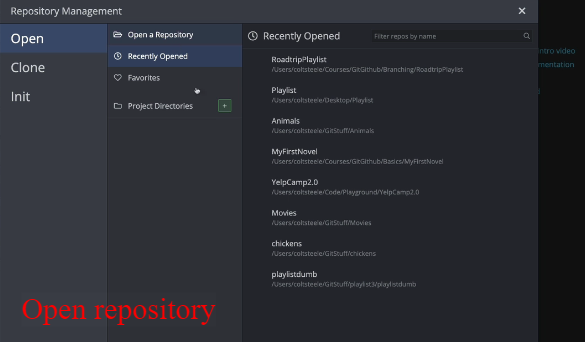 Repository Management
Open
Clone
Init
Open a Repository
Recently Opened
Favorites
Project Directories
Recently Opened
Filter repos by name
RoadtripPlaylist
/Users/coltsteele/Courses/GitGithub/Branching/RoadtripPlaylist
Playlist
/Users/coltsteele/Desktop/Playlist
Animals
/Users/coltsteele/GitStuff/Animals
MyFirstNovel
/Users/coltsteele/Courses/GitGithub/Basics/MyFirstNovel
YelpCamp2.0
/Users/coltsteele/Code/Playground/YelpCamp2.0
Movies
/Users/coltsteele/GitStuff/Movies
chickens
/Users/coltsteele/GitStuff/chickens
playlistdumb
/Users/coltsteele/GitStuff/playlist3/playlistdumb
intro video
mentation
Open repository